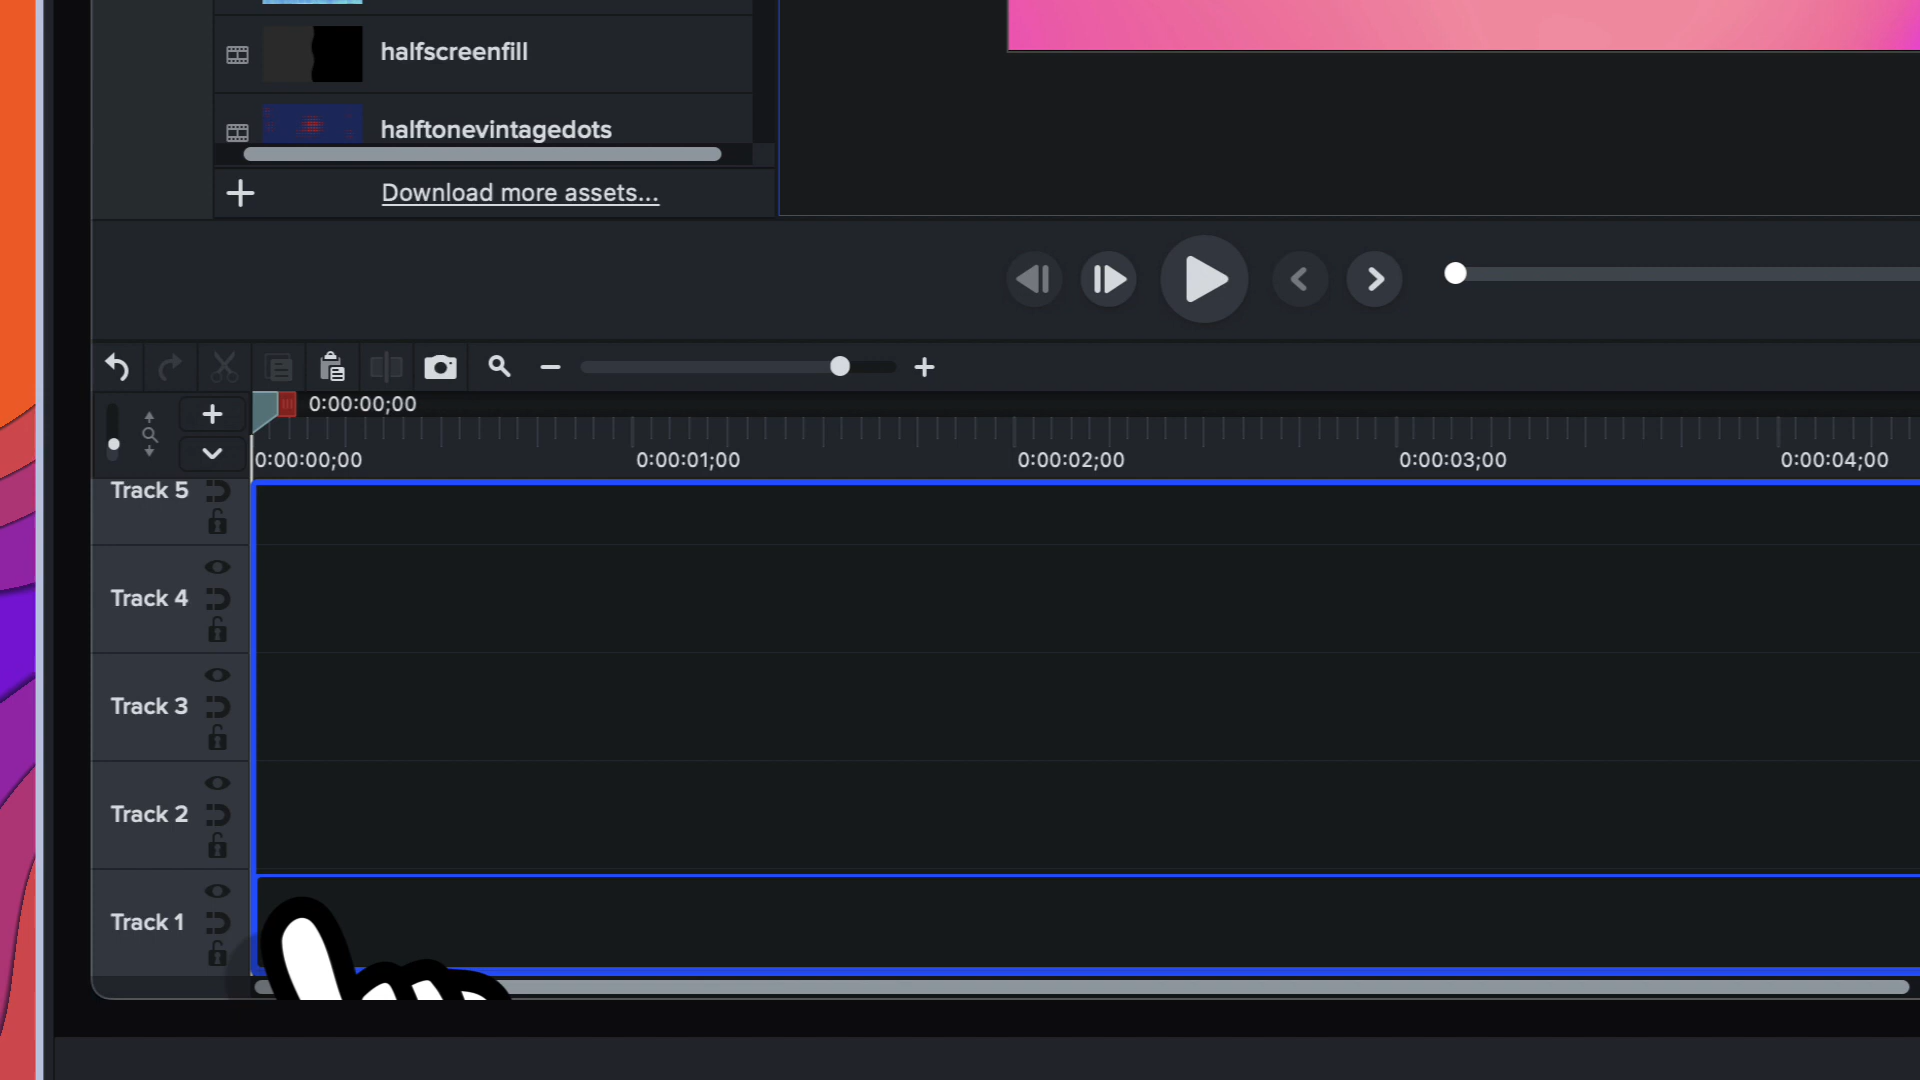 halfscreenfill
halftonevintagedots
Download more assets...
0:00:00;00
0:00:00;00 0:00:01;00 0:00:02;00 0:00:03;00 0:00:04;00
Track 5
Track 4
Track 3
Track 2
Track 1